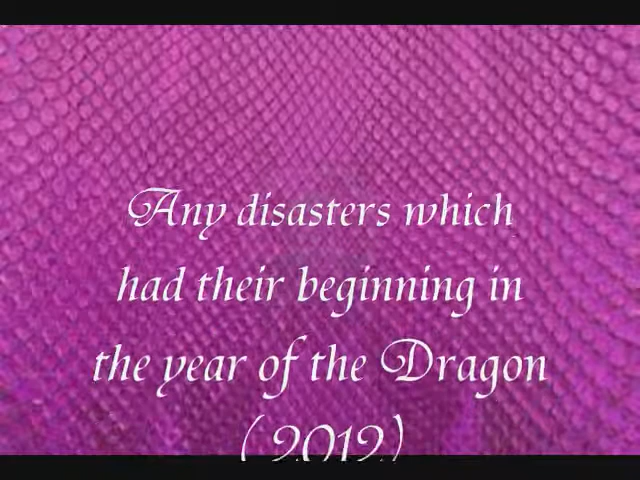 Any disasters which
had their beginning in
the year of the Dragon
(2012)